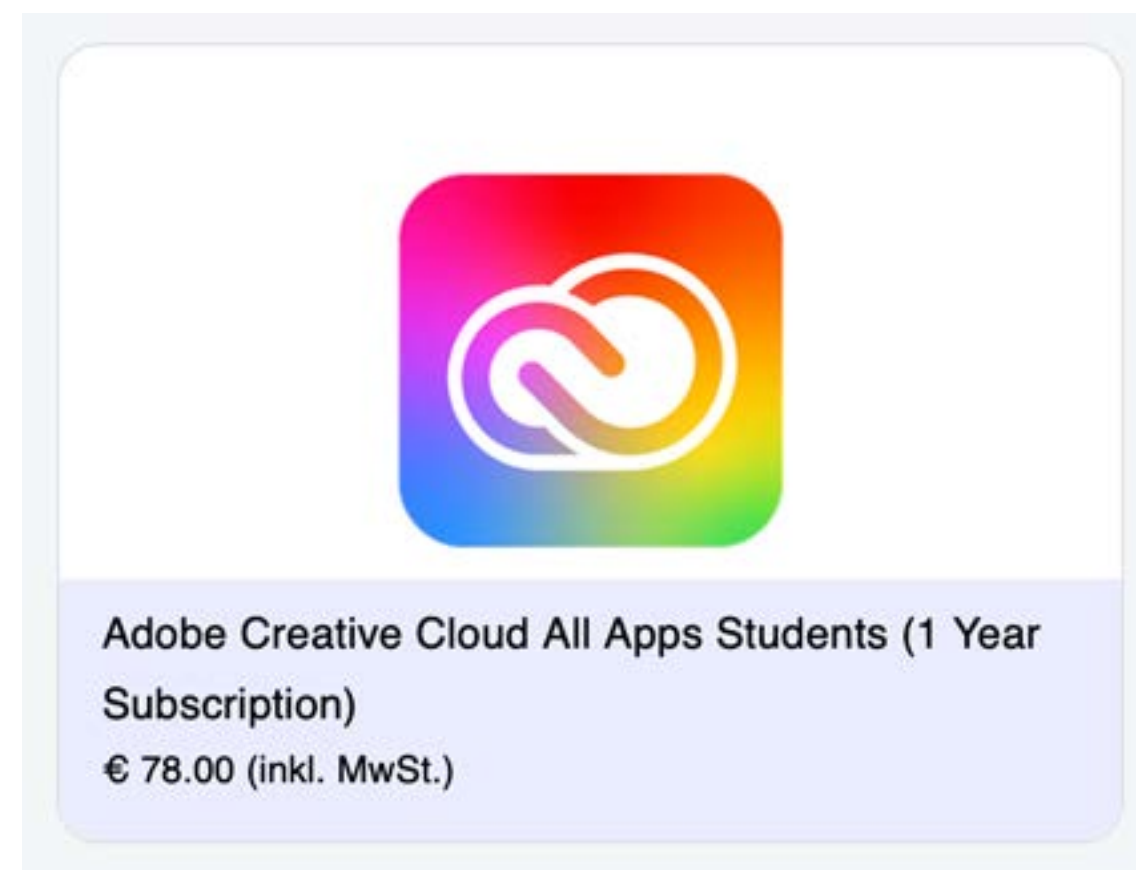 Adobe Creative Cloud All Apps Students (1 Year
Subscription)
€ 78.00 (inkl. MwSt.)